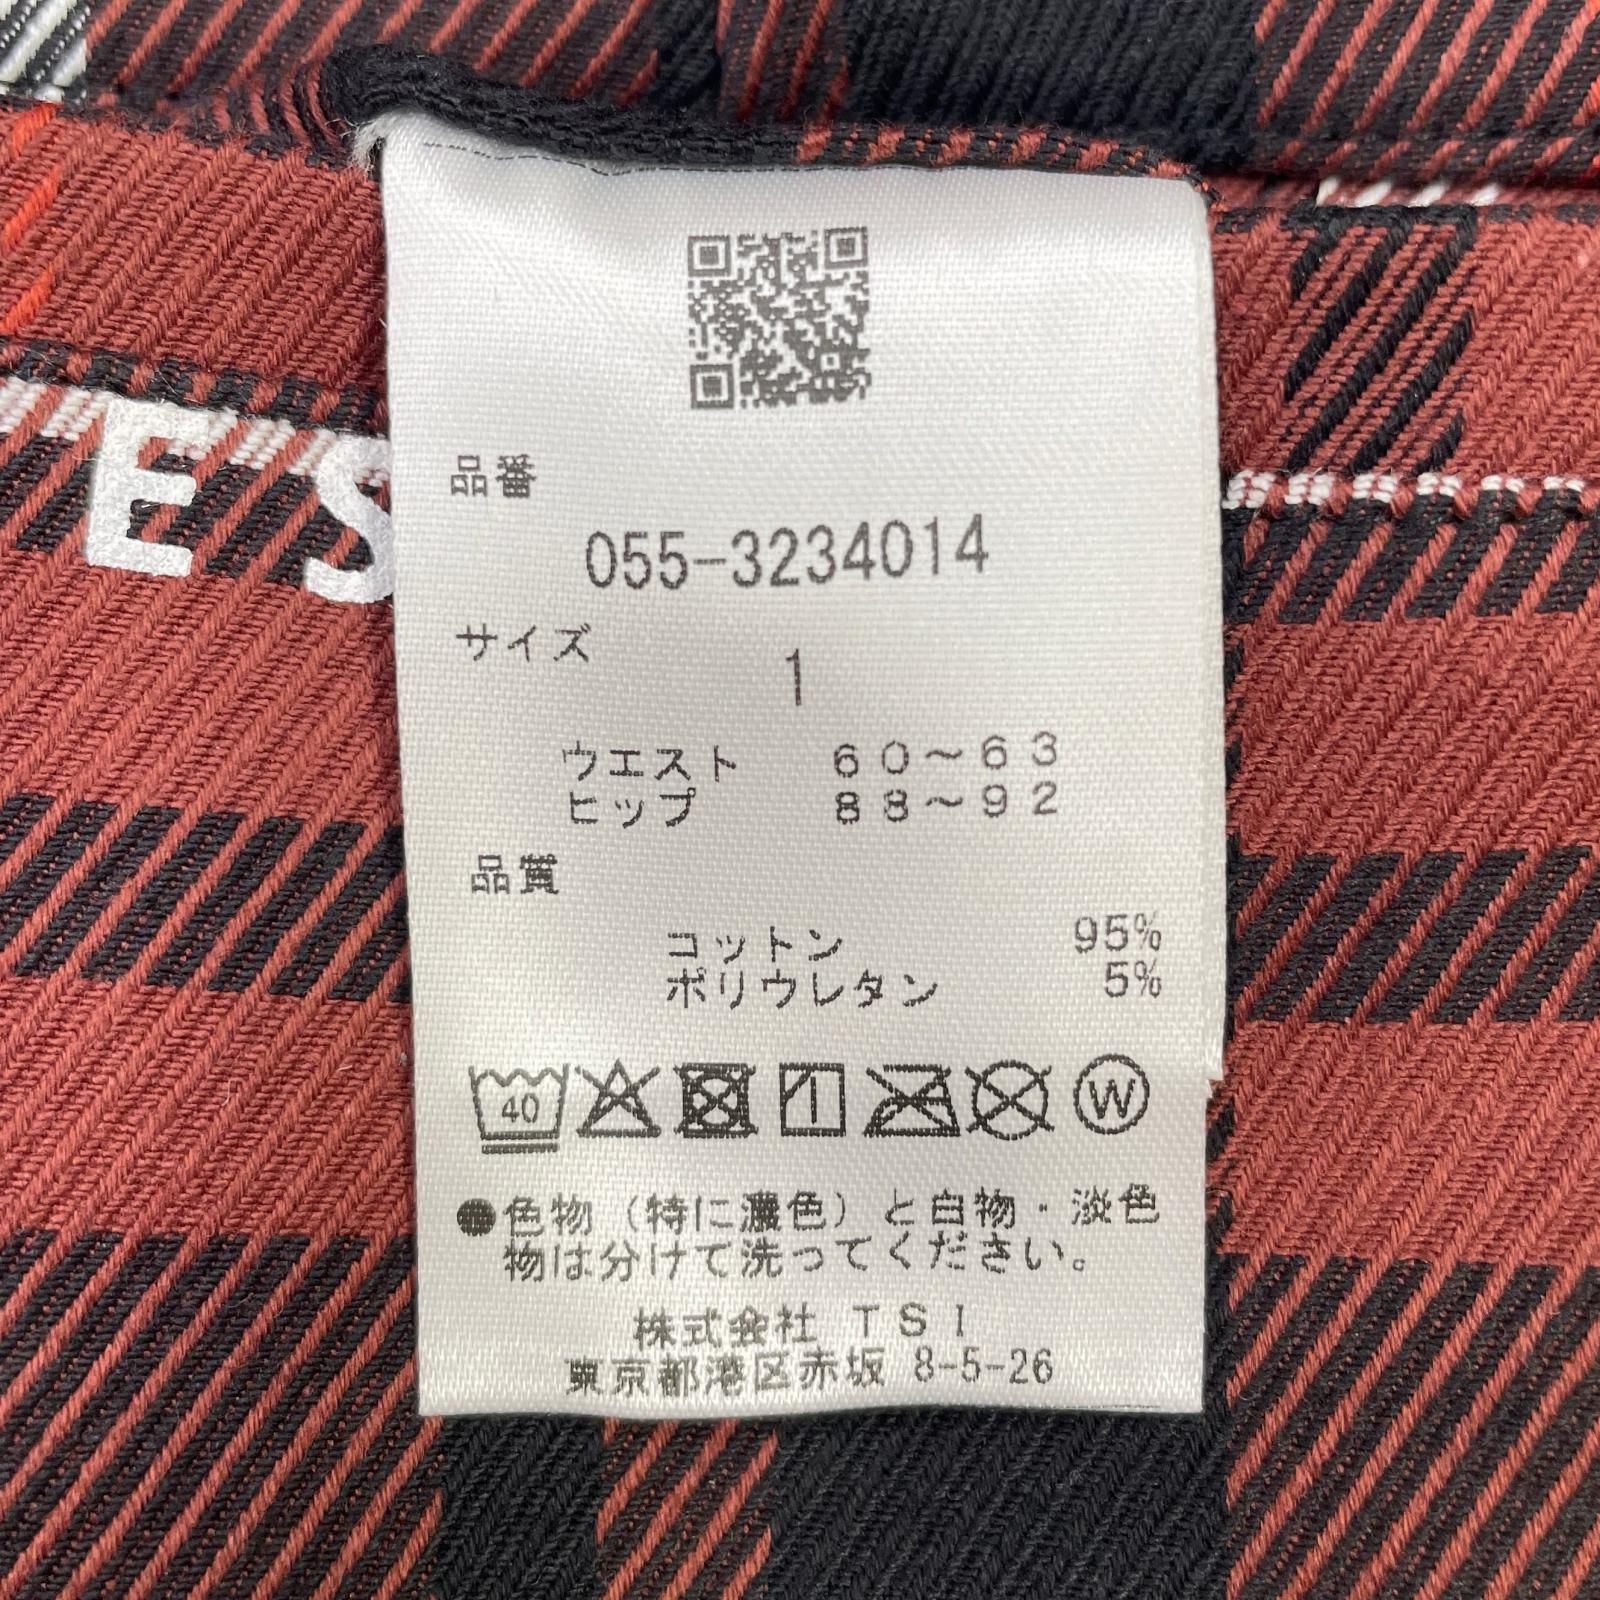 品番
055-3234014
サイズ
1
ウエスト 60～63
ヒップ 88～92
品質
コットン 95%
ポリウレタン 5%
40 W
●色物（特に濃色）と白物・淡色
物は分けて洗ってください。
株式会社 TSI
東京都港区赤坂 8-5-26
ES